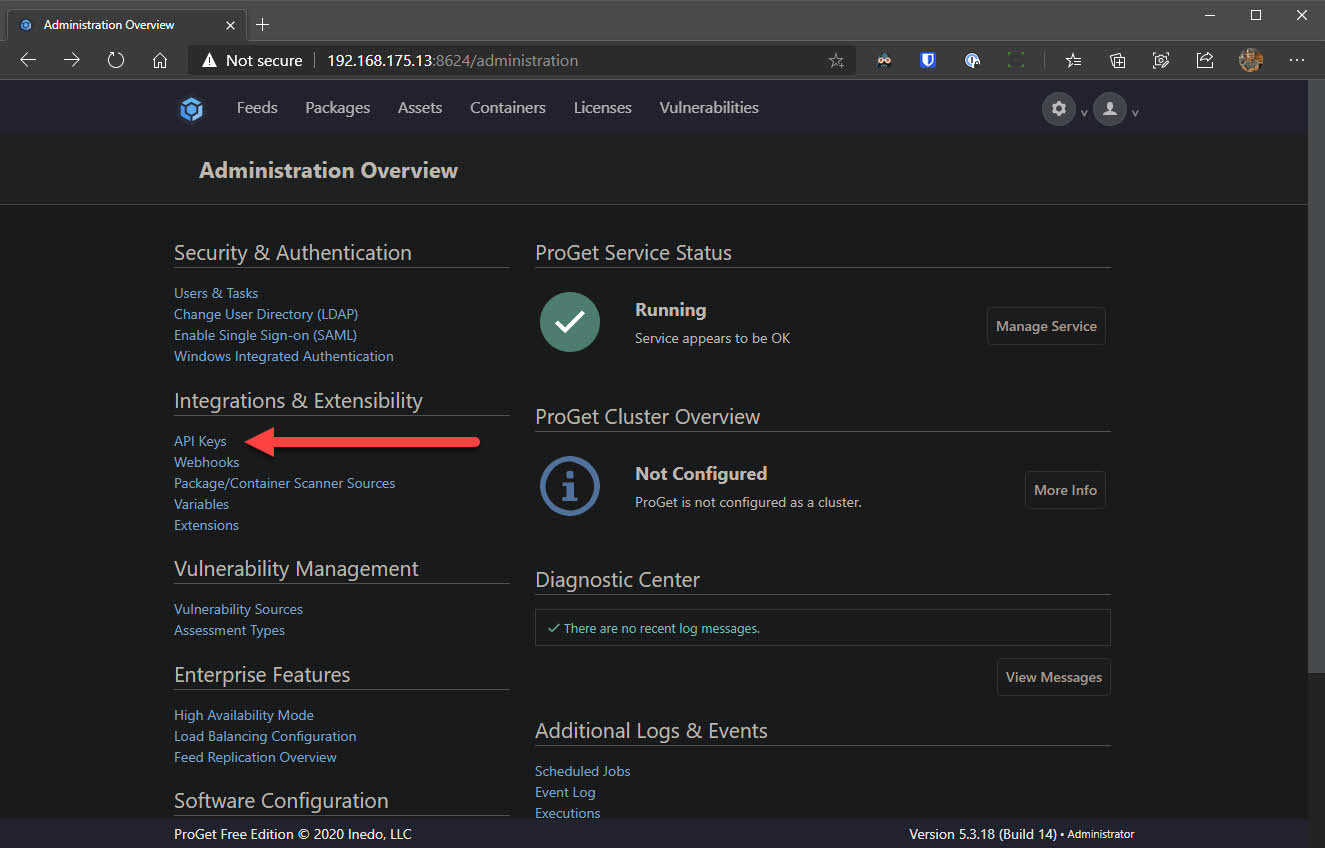 Administration Overview
Not secure
192.168.175.13:8624/administration
Feeds Packages Assets Containers Licenses Vulnerabilities
Administration Overview
Security & Authentication
Users & Tasks
Change User Directory (LDAP)
Enable Single Sign-on (SAML)
Windows Integrated Authentication
Integrations & Extensibility
API Keys
Webhooks
Package/Container Scanner Sources
Variables
Extensions
Vulnerability Management
Vulnerability Sources
Assessment Types
Enterprise Features
High Availability Mode
Load Balancing Configuration
Feed Replication Overview
Software Configuration
ProGet Service Status
Running
Service appears to be OK
Manage Service
ProGet Cluster Overview
Not Configured
ProGet is not configured as a cluster.
More Info
Diagnostic Center
There are no recent log messages.
View Messages
Additional Logs & Events
Scheduled Jobs
Event Log
Executions
ProGet Free Edition © 2020 Inedo, LLC
Version 5.3.18 (Build 14) • Administrator